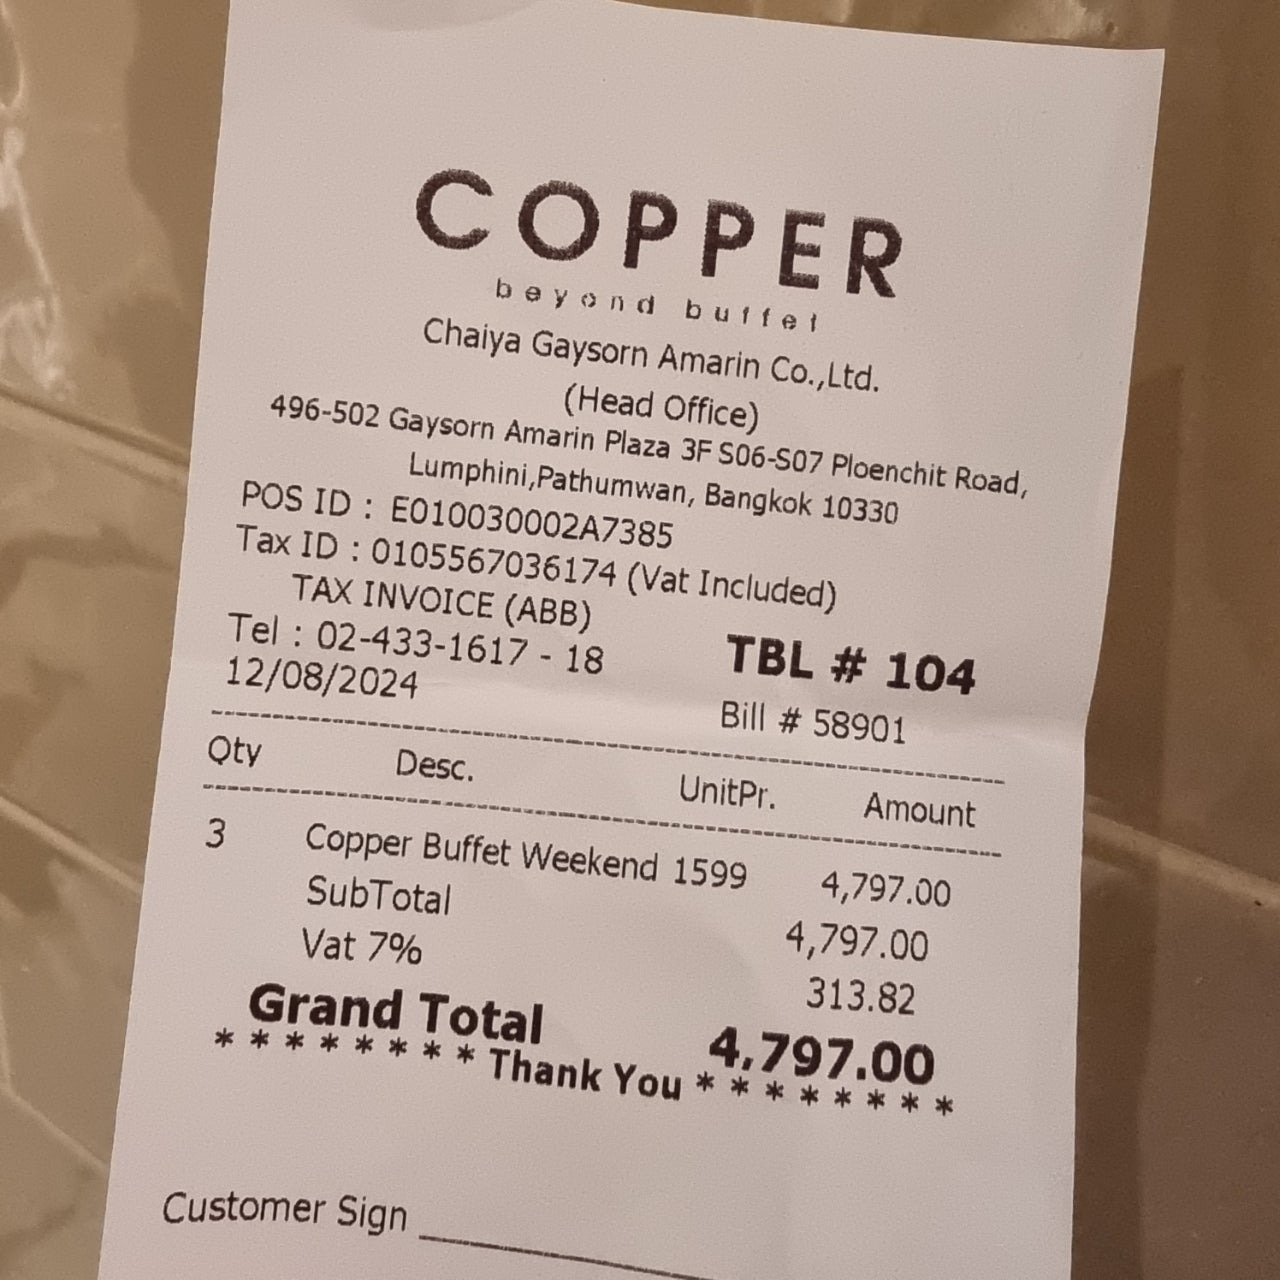 COPPER
beyond buffet
Chaiya Gaysorn Amarin Co.,Ltd.
(Head Office)
496-502 Gaysorn Amarin Plaza 3F S06-S07 Ploenchit Road,
Lumphini,Pathumwan, Bangkok 10330
POS ID : E010030002A7385
Tax ID : 0105567036174 (Vat Included)
TAX INVOICE (ABB)
Tel : 02-433-1617 - 18 TBL # 104
12/08/2024 Bill # 58901
Qty Desc. UnitPr. Amount
3 Copper Buffet Weekend 1599 4,797.00
SubTotal 4,797.00
Vat 7% 313.82
Grand Total 4,797.00
* * * * * * * * Thank You * * * * * * * *
Customer Sign